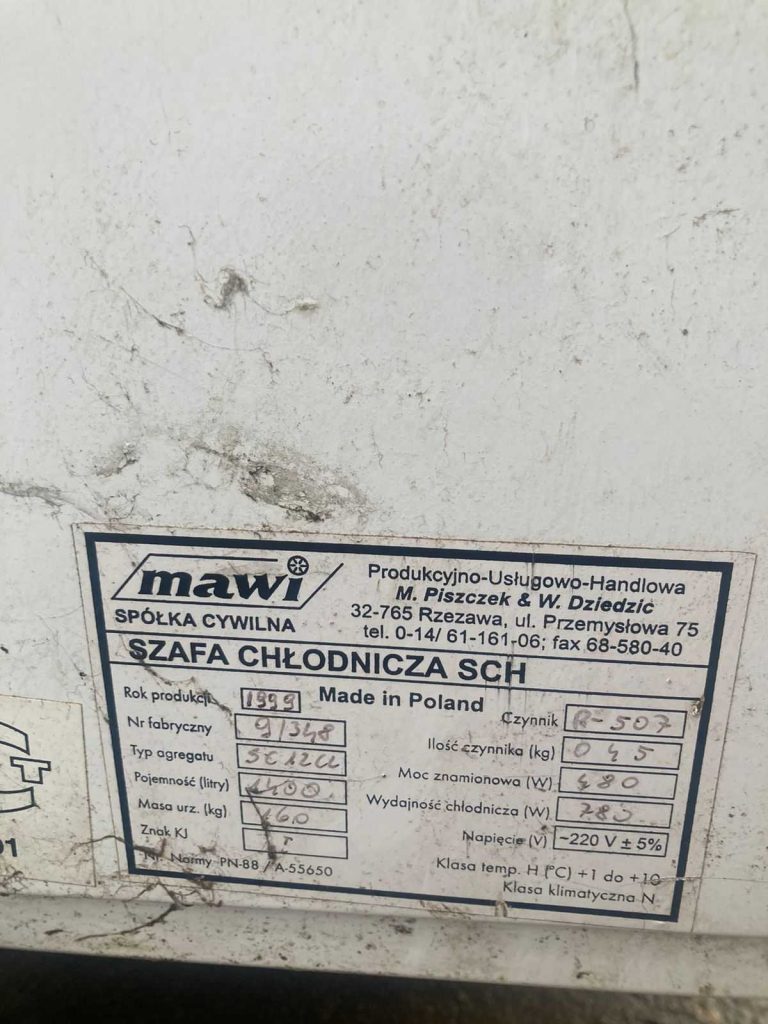 mawi
SPÓŁKA CYWILNA
Produkcyjno-Usługowo-Handlowa
M. Piszczek & W. Dziedzic
32-765 Rzezawa, ul. Przemysłowa 75
tel. 0-14/ 61-161-06; fax 68-580-40
SZAFA CHŁODNICZA SCH
Made in Poland
Rok produkcji 1999
Nr fabryczny 9/348
Typ agregatu SC12CL
Pojemność (litry) 1400
Masa urz. (kg) 160
Znak KJ
Nr. Normy PN-88 / A-55650
Czynnik R-507
Ilość czynnika (kg) 045
Moc znamionowa (W) 480
Wydajność chłodnicza (W) 780
Napięcie (V) ~220 V ± 5%
Klasa temp. H (°C) +1 do +10
Klasa klimatyczna N